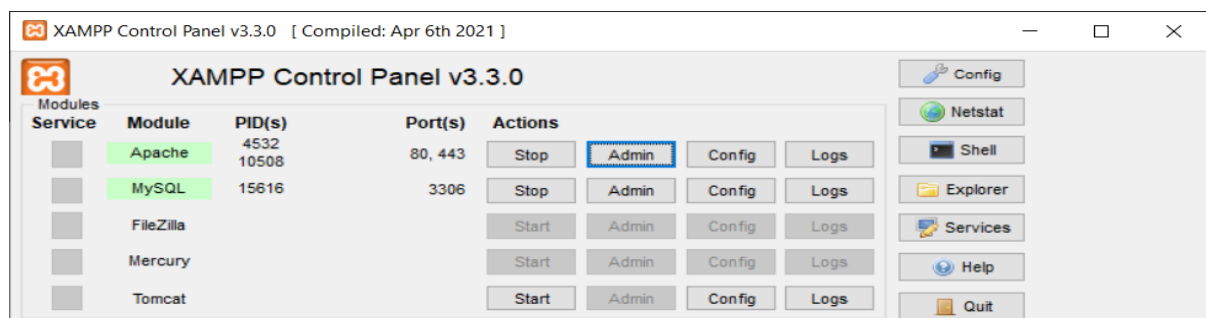 XAMPP Control Panel v3.3.0 [ Compiled: Apr 6th 2021 ]
XAMPP Control Panel v3.3.0
Config
Modules
Service Module PID(s) Port(s) Actions
Netstat
Apache 4532 10508 80, 443 Stop Admin Config Logs
Shell
MySQL 15616 3306 Stop Admin Config Logs
Explorer
FileZilla Start Admin Config Logs
Services
Mercury Start Admin Config Logs
Help
Tomcat Start Admin Config Logs
Quit